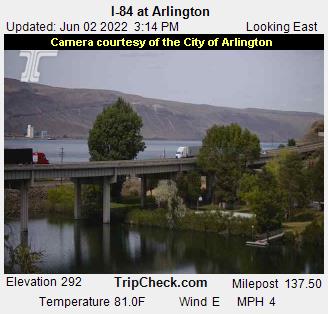 I-84 at Arlington
Updated: Jun 02 2022 3:14 PM Looking East
Camera courtesy of the City of Arlington
Elevation 292 TripCheck.com Milepost 137.50
Temperature 81.0F Wind E MPH 4